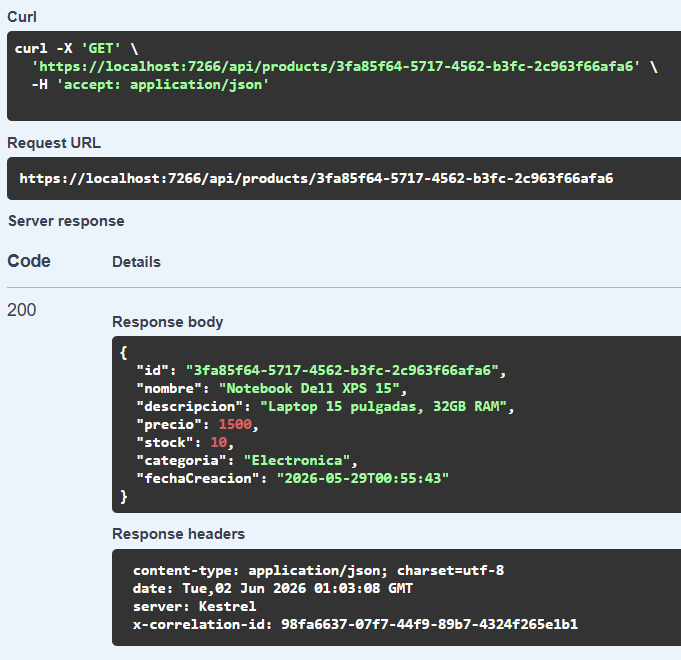 Curl
curl -X 'GET' \
'https://localhost:7266/api/products/3fa85f64-5717-4562-b3fc-2c963f66afa6' \
-H 'accept: application/json'
Request URL
https://localhost:7266/api/products/3fa85f64-5717-4562-b3fc-2c963f66afa6
Server response
Code Details
200
Response body
{
"id": "3fa85f64-5717-4562-b3fc-2c963f66afa6",
"nombre": "Notebook Dell XPS 15",
"descripcion": "Laptop 15 pulgadas, 32GB RAM",
"precio": 1500,
"stock": 10,
"categoria": "Electronica",
"fechaCreacion": "2026-05-29T00:55:43"
}
Response headers
content-type: application/json; charset=utf-8
date: Tue,02 Jun 2026 01:03:08 GMT
server: Kestrel
x-correlation-id: 98fa6637-07f7-44f9-89b7-4324f265e1b1